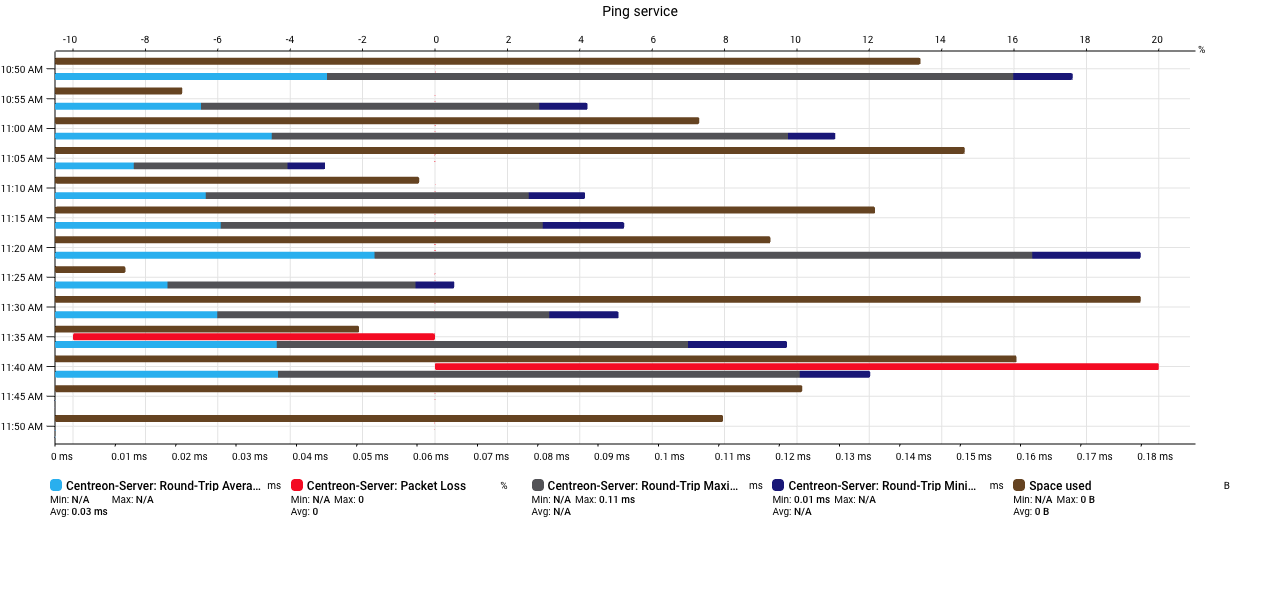 Ping service
-10 -8 -6 -4 -2 0 2 4 6 8 10 12 14 16 18 20
%
10:50 AM
10:55 AM
11:00 AM
11:05 AM
11:10 AM
11:15 AM
11:20 AM
11:25 AM
11:30 AM
11:35 AM
11:40 AM
11:45 AM
11:50 AM
0 ms 0.01 ms 0.02 ms 0.03 ms 0.04 ms 0.05 ms 0.06 ms 0.07 ms 0.08 ms 0.09 ms 0.1 ms 0.11 ms 0.12 ms 0.13 ms 0.14 ms 0.15 ms 0.16 ms 0.17 ms 0.18 ms
Centreon-Server: Round-Trip Avera... ms Centreon-Server: Packet Loss % Centreon-Server: Round-Trip Maxi... ms Centreon-Server: Round-Trip Mini... ms Space used B
Min: N/A Max: N/A Min: N/A Max: 0 Min: N/A Max: 0.11 ms Min: 0.01 ms Max: N/A Min: N/A Max: 0 B
Avg: 0.03 ms Avg: 0 Avg: N/A Avg: N/A Avg: 0 B